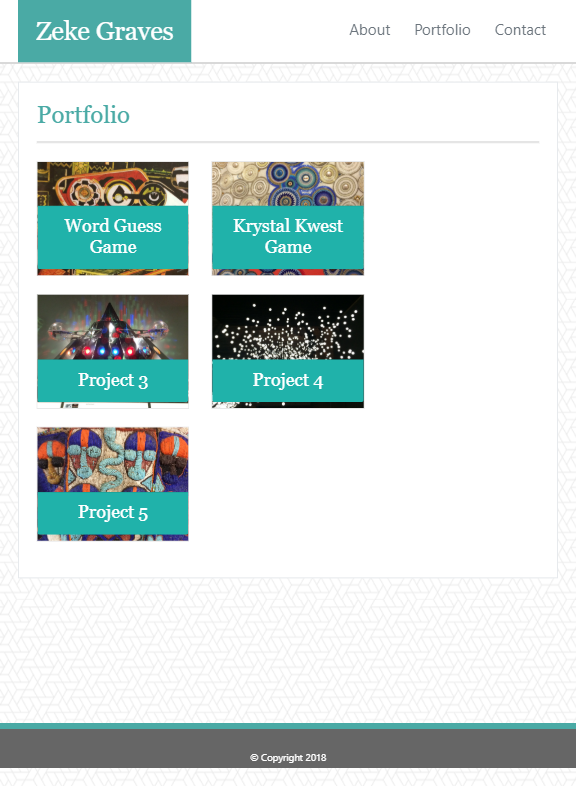 Zeke Graves
About Portfolio Contact
Portfolio
Word Guess
Game
Krystal Kwest
Game
Project 3
Project 4
Project 5
© Copyright 2018